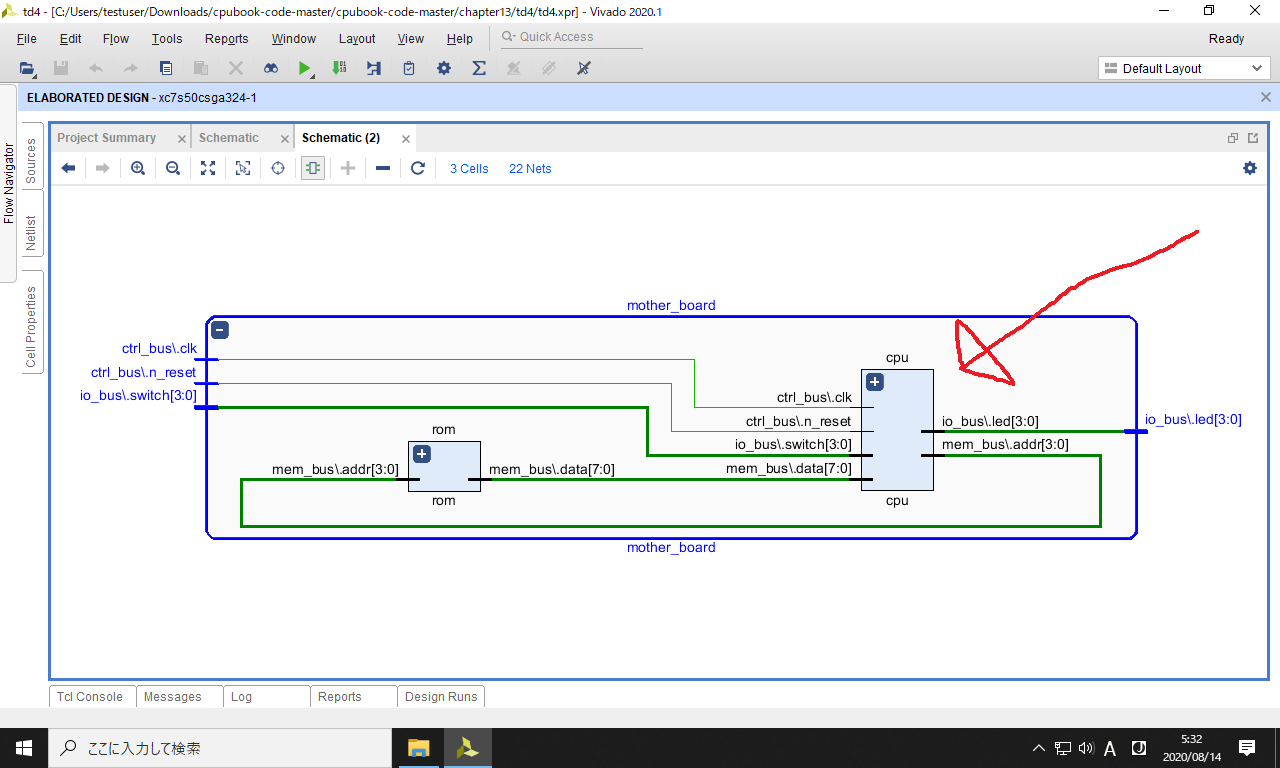 td4 - [C:/Users/testuser/Downloads/cpubook-code-master/cpubook-code-master/chapter13/td4/td4.xpr] - Vivado 2020.1
File Edit Flow Tools Reports Window Layout View Help Quick Access Ready
Default Layout
ELABORATED DESIGN - xc7s50csga324-1
Flow Navigator
Sources
Netlist
Cell Properties
Project Summary Schematic Schematic (2)
3 Cells 22 Nets
mother_board
ctrl_bus\.clk
ctrl_bus\.n_reset
io_bus\.switch[3:0]
cpu
ctrl_bus\.clk
ctrl_bus\.n_reset
io_bus\.switch[3:0]
mem_bus\.data[7:0]
io_bus\.led[3:0]
mem_bus\.addr[3:0]
cpu
io_bus\.led[3:0]
rom
mem_bus\.addr[3:0]
mem_bus\.data[7:0]
rom
mother_board
Tcl Console Messages Log Reports Design Runs
ここに入力して検索
A
J
5:32
2020/08/14